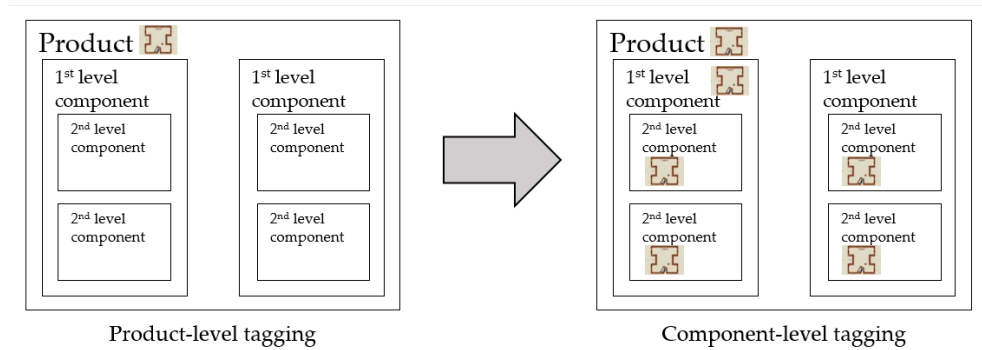 Product
1st level
component
2nd level
component
2nd level
component
1st level
component
2nd level
component
2nd level
component
Product-level tagging
Product
1st level
component
2nd level
component
2nd level
component
1st level
component
2nd level
component
2nd level
component
Component-level tagging